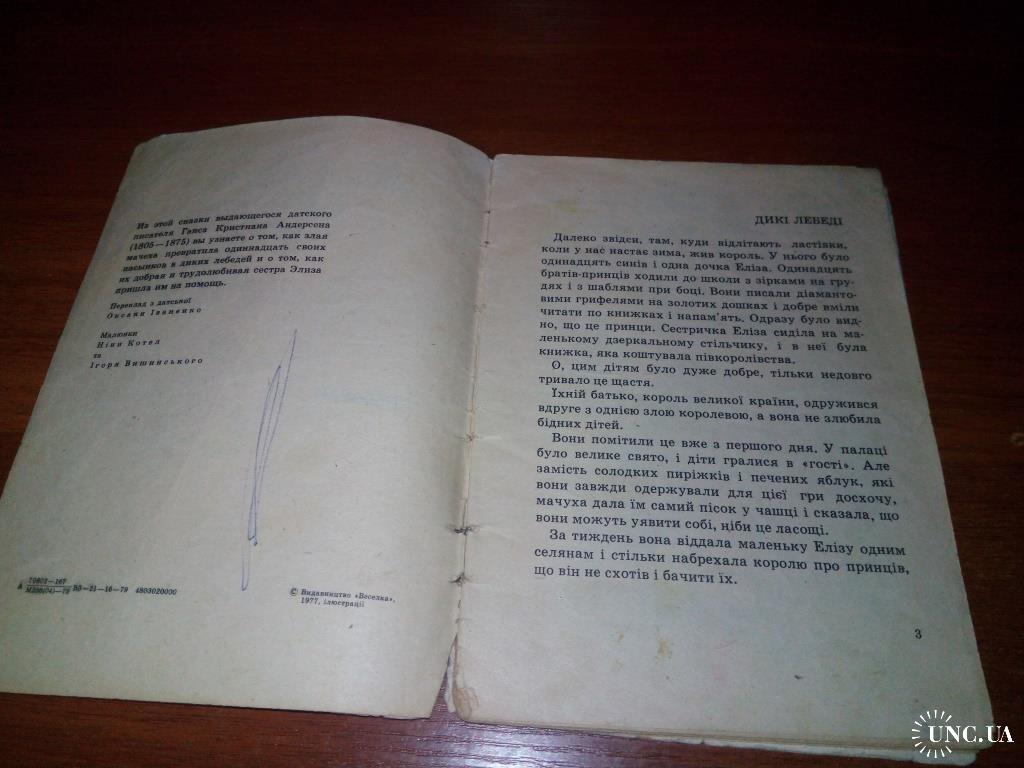 Из этой сказки выдающегося датского
писателя Ганса Кристиана Андерсена
(1805—1875) вы узнаете о том, как злая
мачеха превратила одиннадцать своих
пасынков в диких лебедей и о том, как
их добрая и трудолюбивая сестра Элиза
пришла им на помощь.
Переклад з датської
Оксани Іваненко
Малюнки
Ніни Котел
та
Ігоря Вишинського
70802—167
А М206(04)—79 БЗ—21—16—79 4803020000
© Видавництво «Веселка»,
1977, ілюстрації
ДИКІ ЛЕБЕДІ
Далеко звідси, там, куди відлітають ластівки,
коли у нас настає зима, жив король. У нього було
одинадцять синів і одна дочка Еліза. Одинадцять
братів-принців ходили до школи з зірками на гру-
дях і з шаблями при боці. Вони писали діаманто-
вими грифелями на золотих дошках і добре вміли
читати по книжках і напам'ять. Одразу було вид-
но, що це принци. Сестричка Еліза сиділа на ма-
ленькому дзеркальному стільчику, і в неї була
книжка, яка коштувала півкоролівства.
О, цим дітям було дуже добре, тільки недовго
тривало це щастя.
Їхній батько, король великої країни, одружився
вдруге з однією злою королевою, а вона не злюбила
бідних дітей.
Вони помітили це вже з першого дня. У палаці
було велике свято, і діти гралися в «гості». Але
замість солодких пиріжків і печених яблук, які
вони завжди одержували для цієї гри досхочу,
мачуха дала їм самий пісок у чашці і сказала, що
вони можуть уявити собі, ніби це ласощі.
За тиждень вона віддала маленьку Елізу одним
селянам і стільки набрехала королю про принців,
що він не схотів і бачити їх.
3
UNC.UA